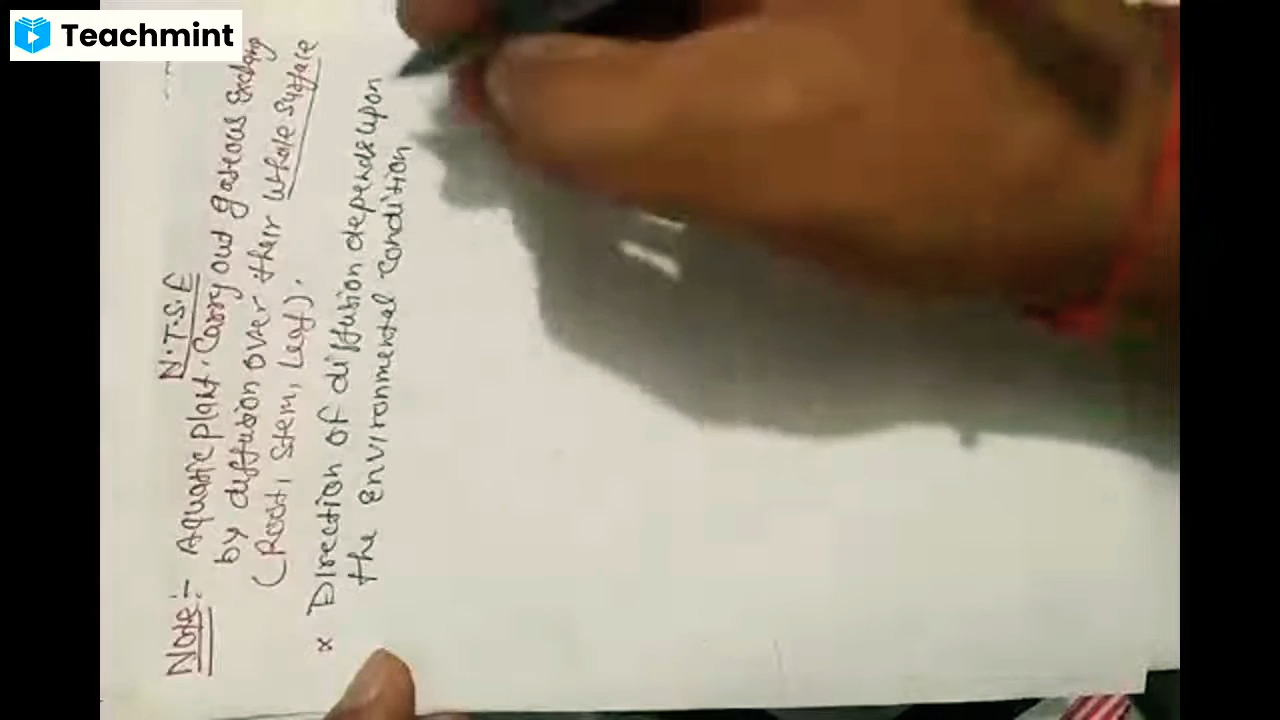 Teachmint
N.T.S.E
Note:- Aquatic plant. Carry out gaseous Exchang
by diffusion over their whole surface
(Root, Stem, Leaf).
x Direction of diffusion depends upon
the Environmental Condition